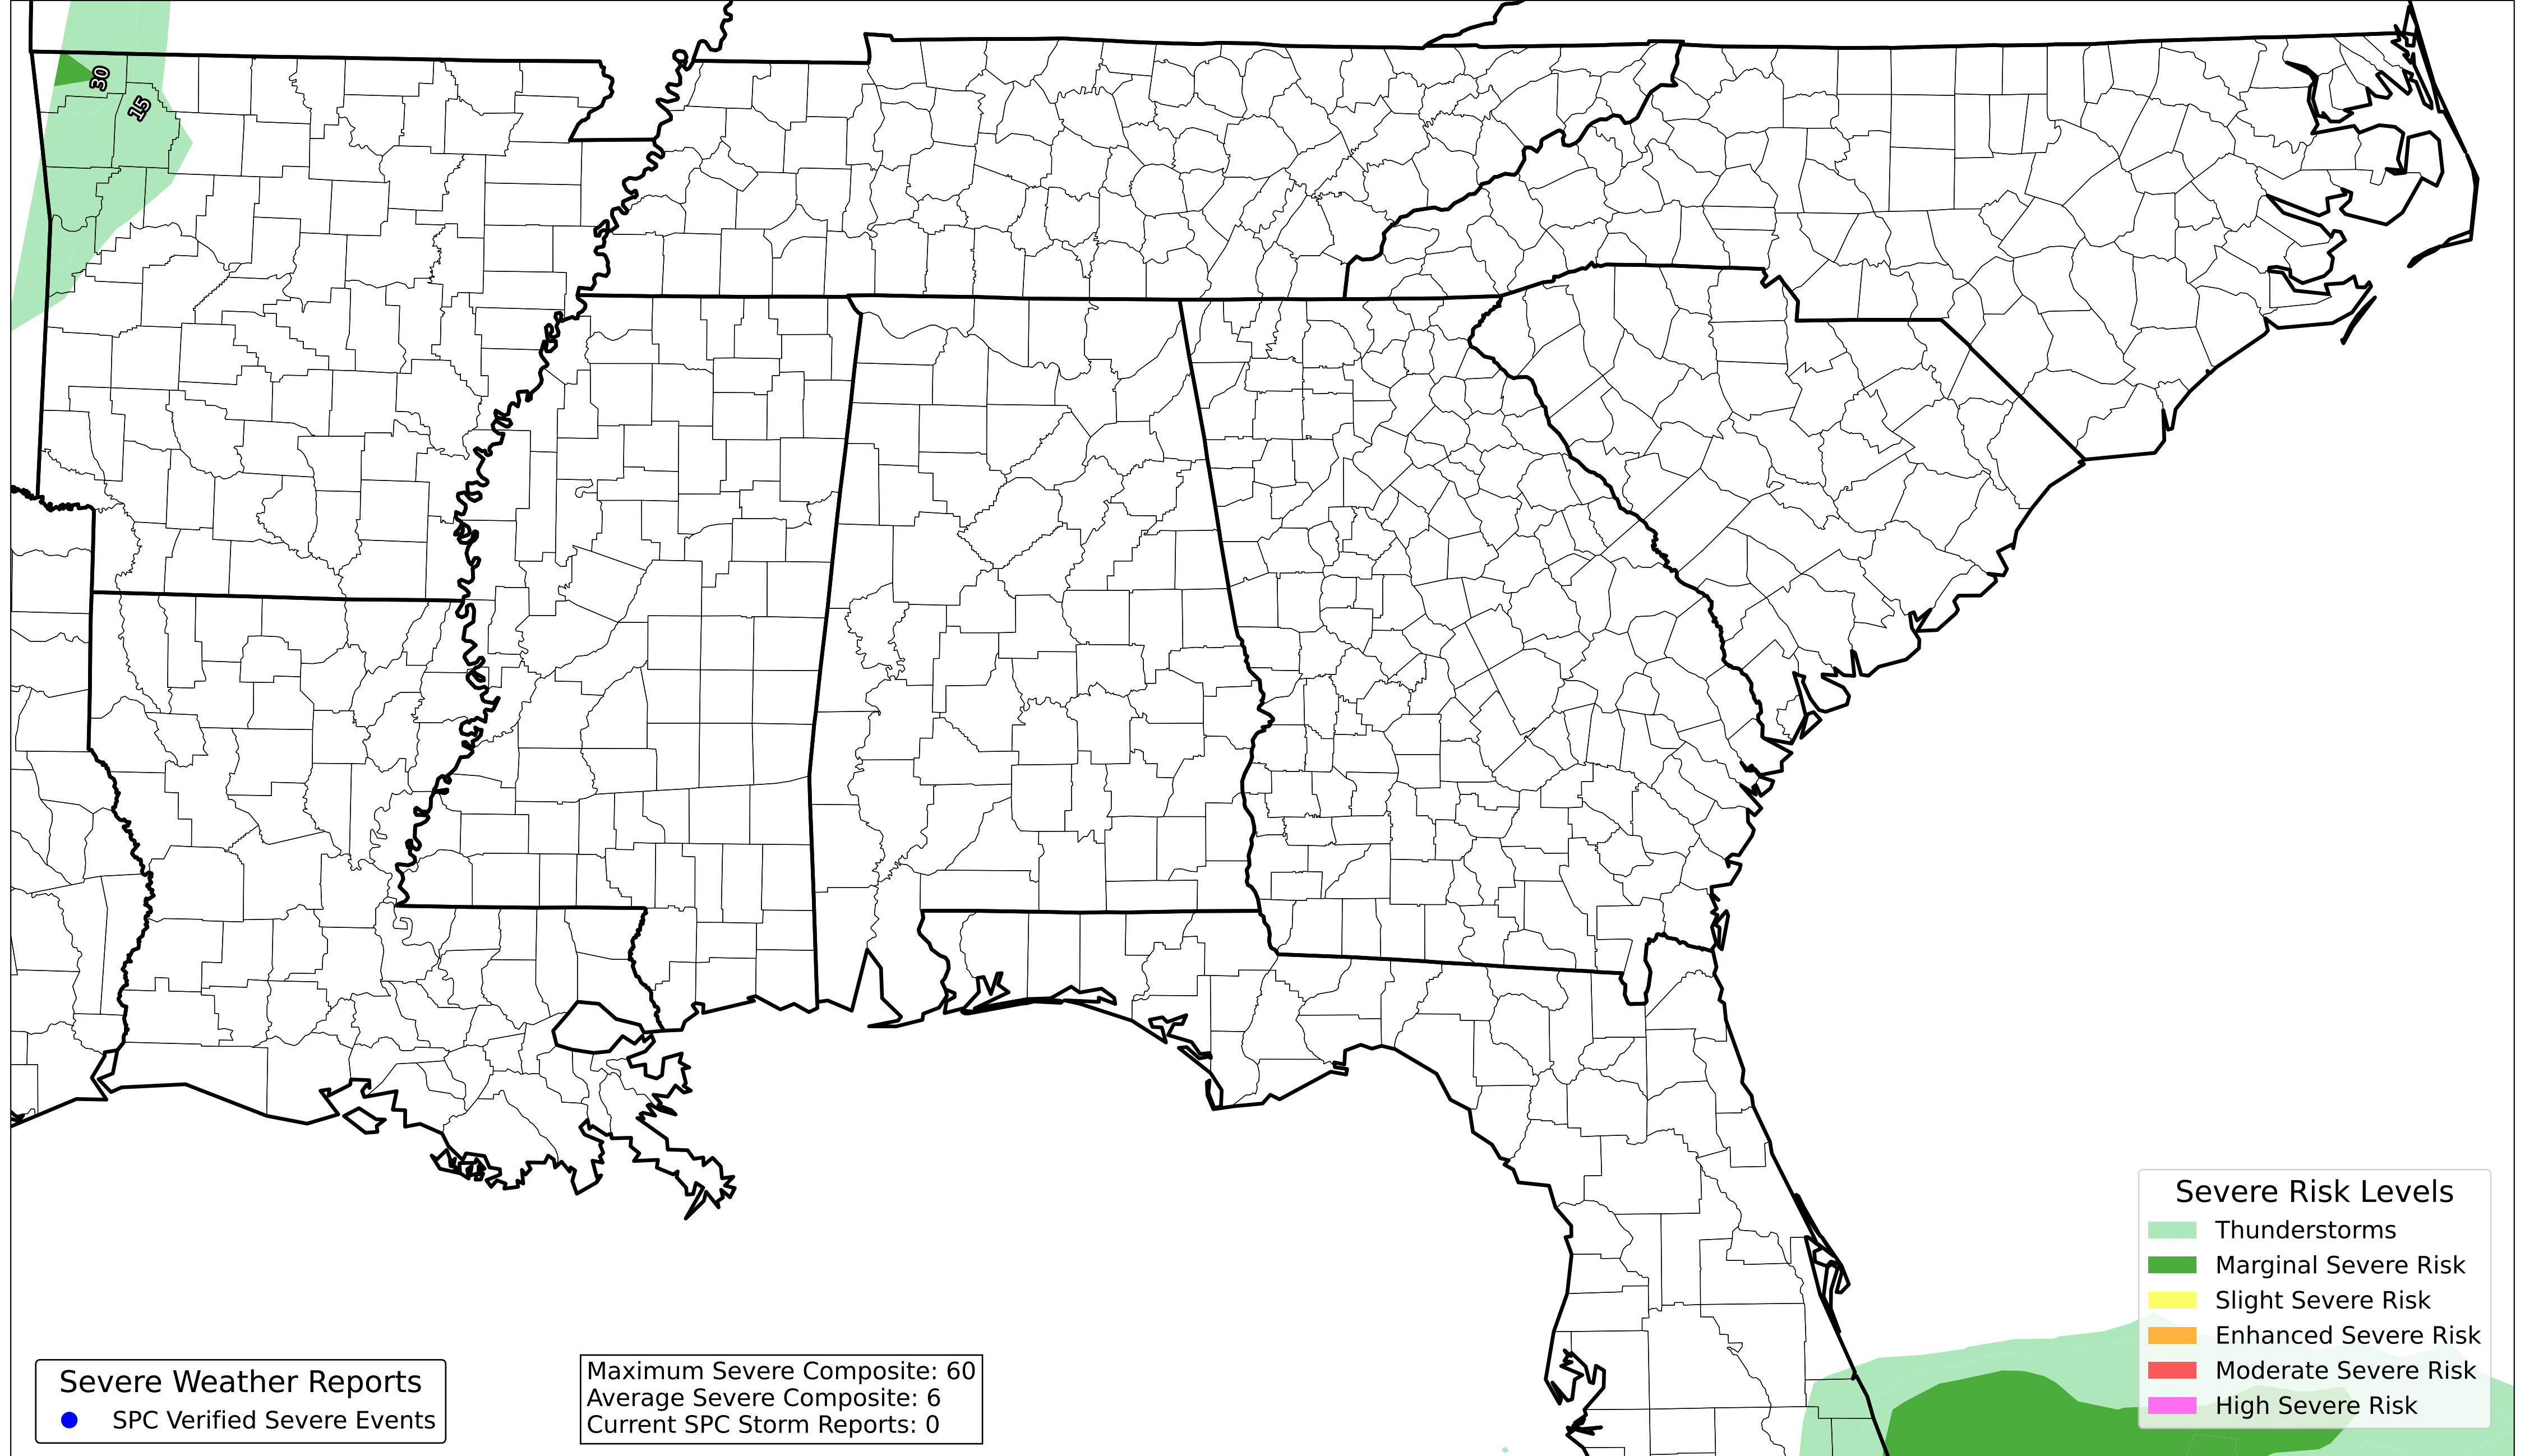 30
15
Severe Risk Levels
Thunderstorms
Marginal Severe Risk
Slight Severe Risk
Enhanced Severe Risk
Moderate Severe Risk
High Severe Risk
Severe Weather Reports
SPC Verified Severe Events
Maximum Severe Composite: 60
Average Severe Composite: 6
Current SPC Storm Reports: 0